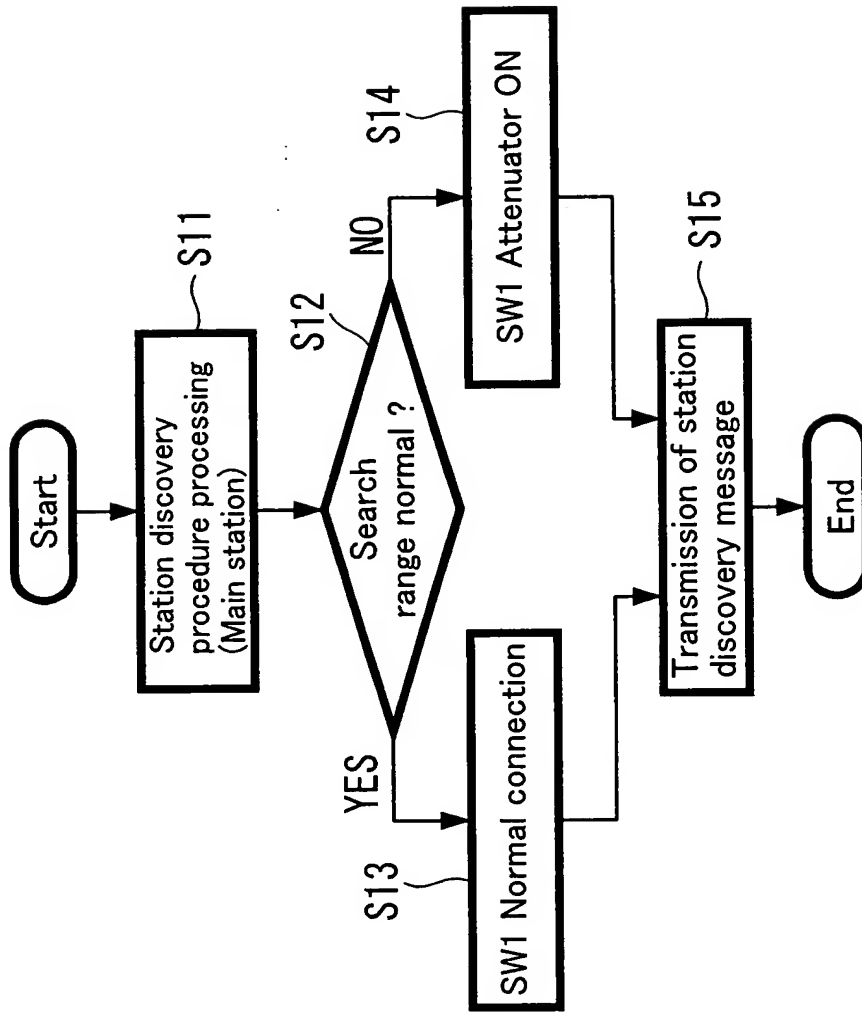 Start
Station discovery
procedure processing
(Main station)
S11
Search
range normal ?
S12
YES
NO
SW1 Normal connection
S13
SW1 Attenuator ON
S14
Transmission of station
discovery message
S15
End